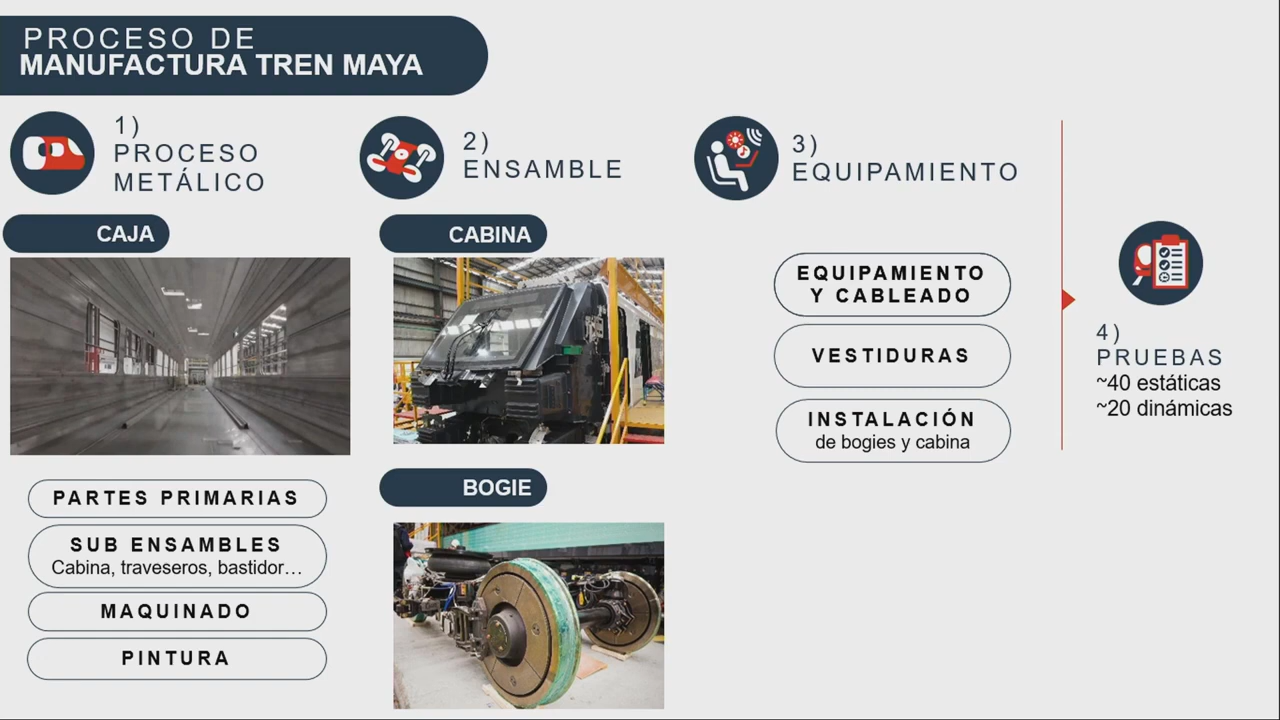 PROCESO DE
MANUFACTURA TREN MAYA
1)
PROCESO
METÁLICO
CAJA
PARTES PRIMARIAS
SUB ENSAMBLES
Cabina, traveseros, bastidor…
MAQUINADO
PINTURA
2)
ENSAMBLE
CABINA
BOGIE
3)
EQUIPAMIENTO
EQUIPAMIENTO
Y CABLEADO
VESTIDURAS
INSTALACIÓN
de bogies y cabina
4)
PRUEBAS
~40 estáticas
~20 dinámicas